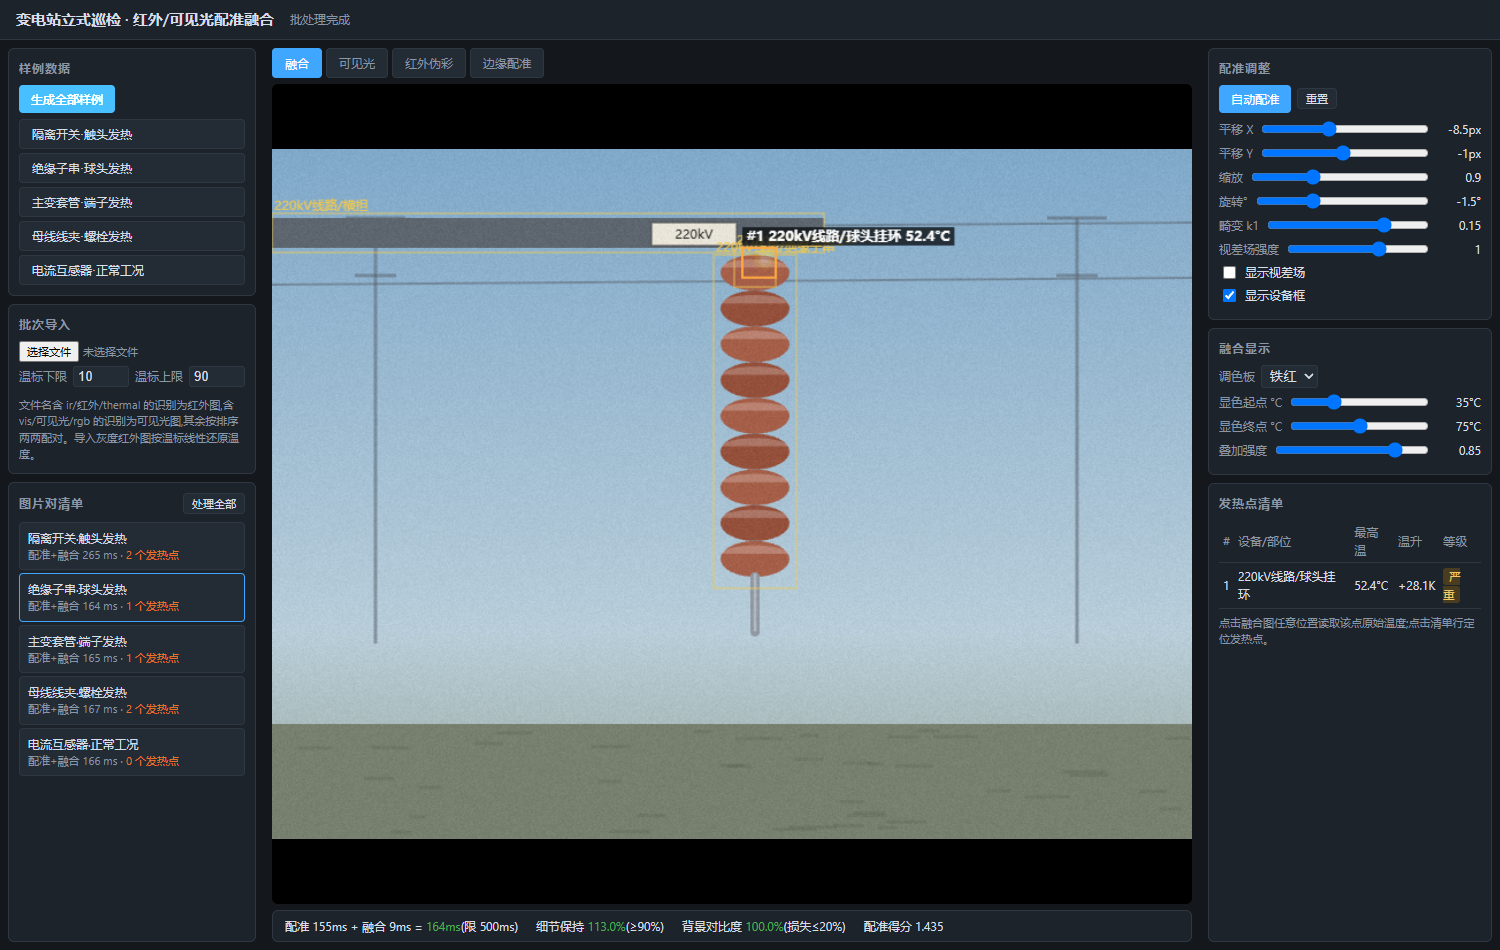 变电站立式巡检 · 红外/可见光配准融合 批处理完成
样例数据
生成全部样例
隔离开关·触头发热
绝缘子串·球头发热
主变套管·端子发热
母线线夹·螺栓发热
电流互感器·正常工况
批次导入
选择文件 未选择文件
温标下限 10 温标上限 90
文件名含 ir/红外/thermal 的识别为红外图,含
vis/可见光/rgb 的识别为可见光图,其余按排序
两两配对。导入灰度红外图按温标线性还原温
度。
图片对清单 处理全部
隔离开关·触头发热
配准+融合 265 ms · 2 个发热点
绝缘子串·球头发热
配准+融合 164 ms · 1 个发热点
主变套管·端子发热
配准+融合 165 ms · 1 个发热点
母线线夹·螺栓发热
配准+融合 167 ms · 2 个发热点
电流互感器·正常工况
配准+融合 166 ms · 0 个发热点
融合 可见光 红外伪彩 边缘配准
220kV线路/横担
220kV
#1 220kV线路/球头挂环 52.4°C
配准 155ms + 融合 9ms = 164ms(限 500ms) 细节保持 113.0%(≥90%) 背景对比度 100.0%(损失≤20%) 配准得分 1.435
配准调整
自动配准 重置
平移 X -8.5px
平移 Y -1px
缩放 0.9
旋转° -1.5°
畸变 k1 0.15
视差场强度 1
显示视差场
显示设备框
融合显示
调色板 铁红
显色起点 °C 35°C
显色终点 °C 75°C
叠加强度 0.85
发热点清单
# 设备/部位 最高温 温升 等级
1 220kV线路/球头挂环 52.4°C +28.1K 严重
点击融合图任意位置读取该点原始温度;点击清单行定
位发热点。